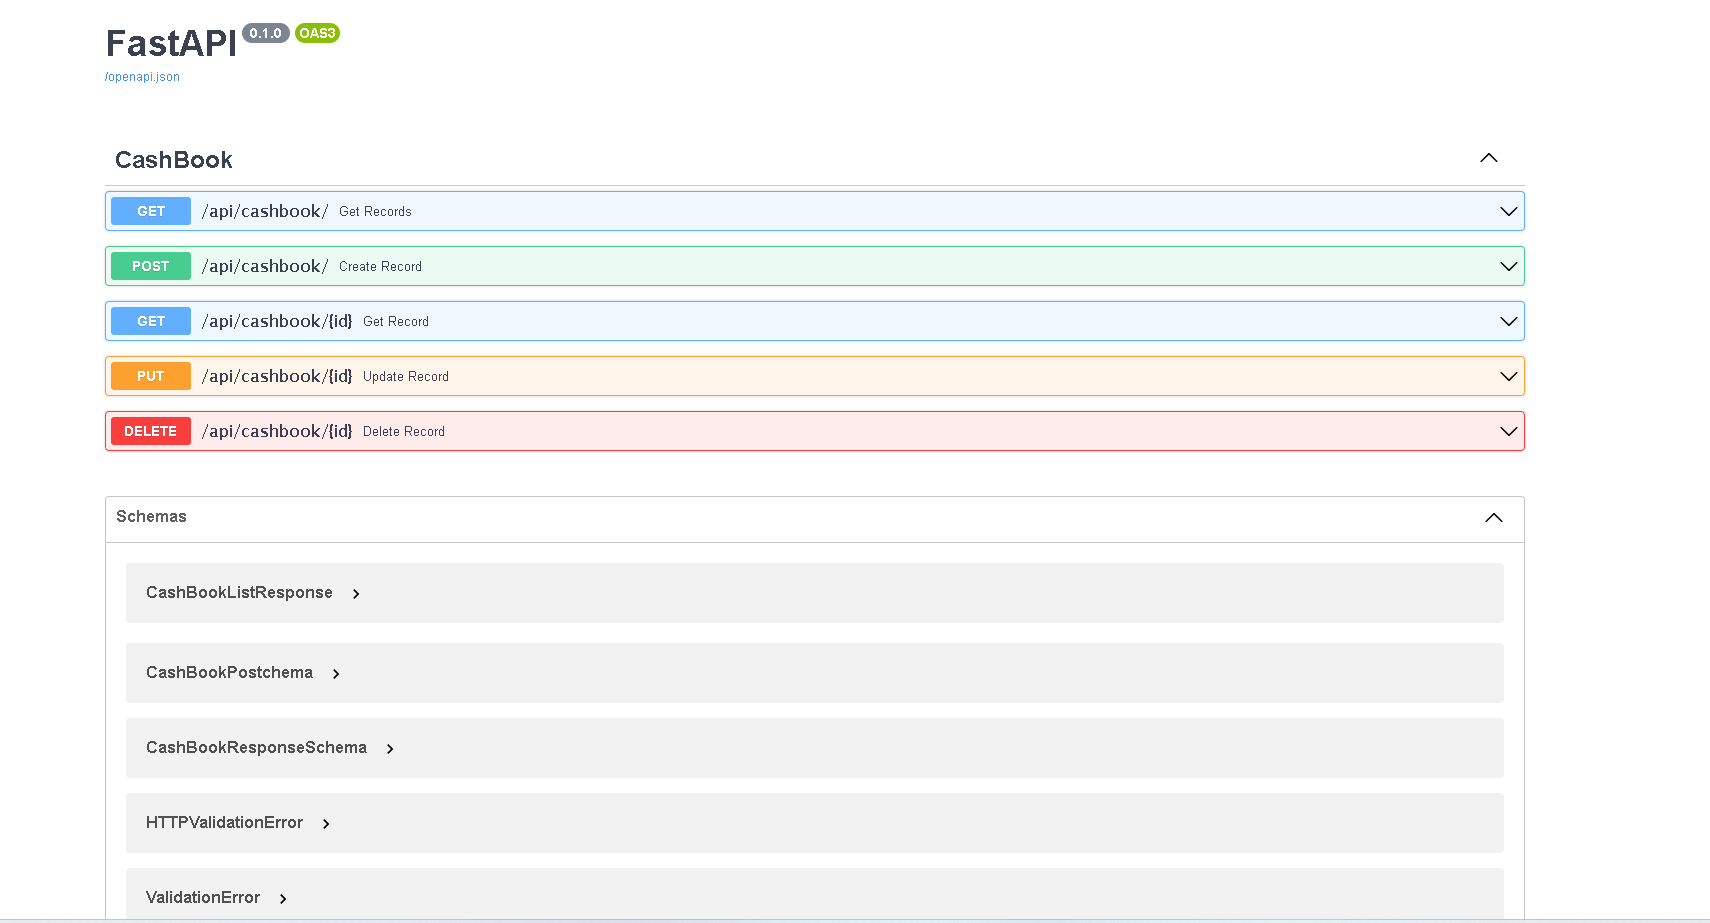 FastAPI 0.1.0 OAS3
/openapi.json
CashBook
GET /api/cashbook/ Get Records
POST /api/cashbook/ Create Record
GET /api/cashbook/{id} Get Record
PUT /api/cashbook/{id} Update Record
DELETE /api/cashbook/{id} Delete Record
Schemas
CashBookListResponse
CashBookPostchema
CashBookResponseSchema
HTTPValidationError
ValidationError